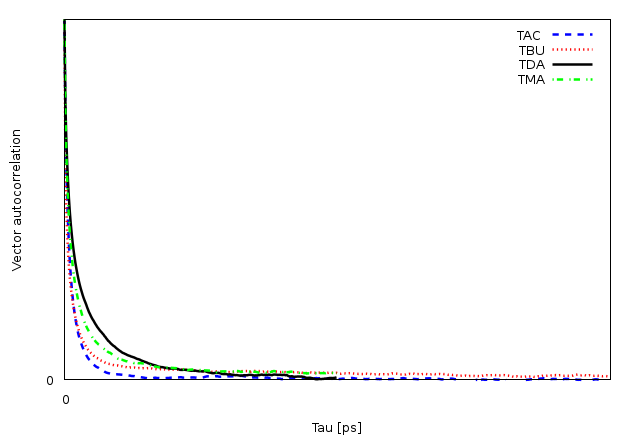 TAC
TBU
TDA
TMA
Vector autocorrelation
0
0
Tau [ps]